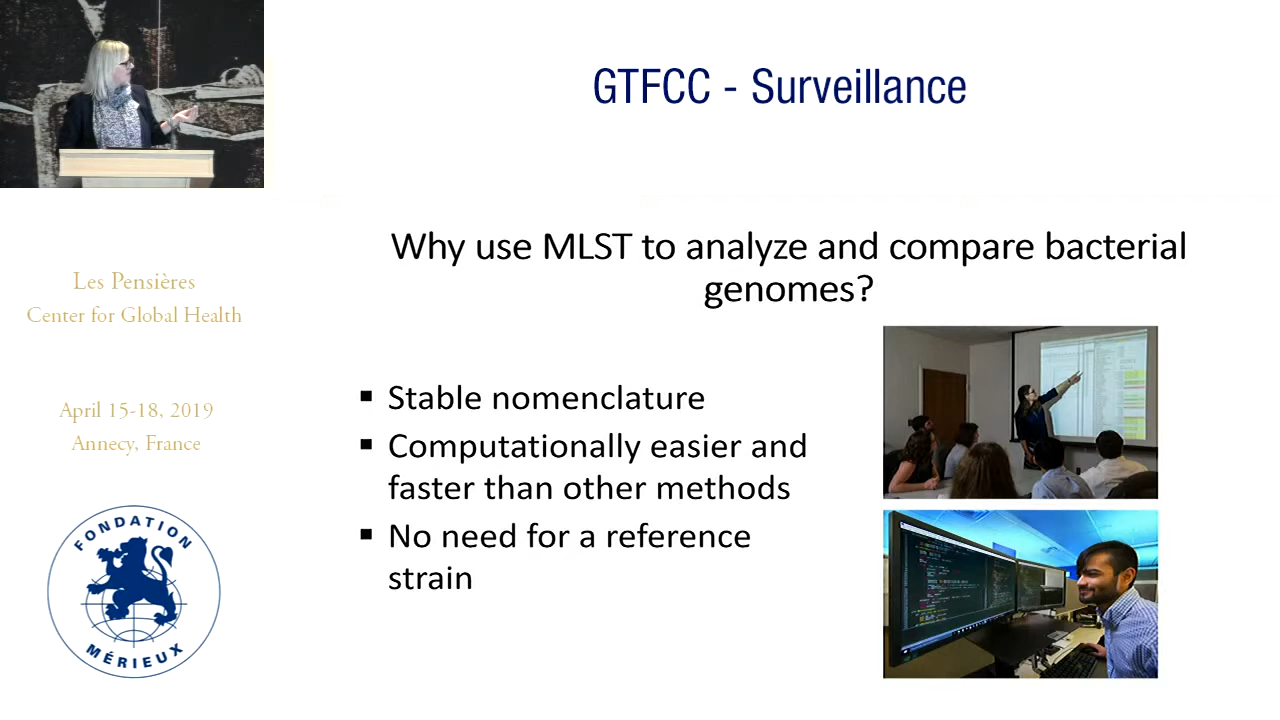 GTFCC - Surveillance
Why use MLST to analyze and compare bacterial
genomes?
▪ Stable nomenclature
▪ Computationally easier and
faster than other methods
▪ No need for a reference
strain
Les Pensières
Center for Global Health
April 15-18, 2019
Annecy, France
FONDATION
MÉRIEUX